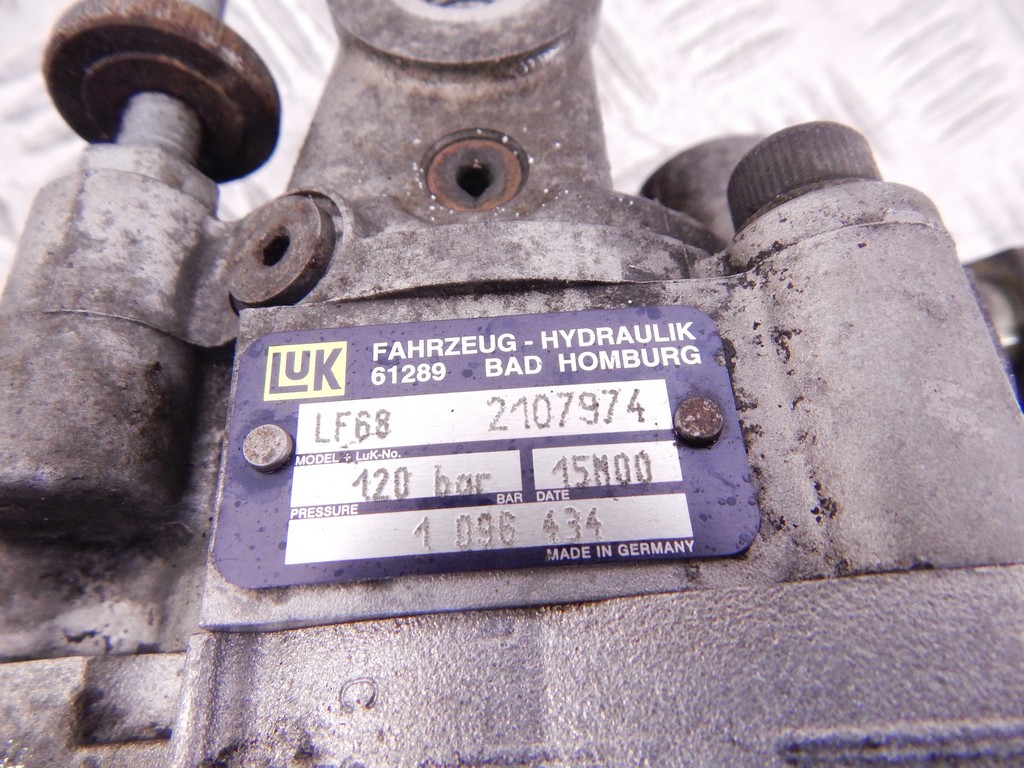 LUK
FAHRZEUG - HYDRAULIK
61289 BAD HOMBURG
LF68 2107974
MODEL + LuK-No.
120 bar 15M00
PRESSURE BAR DATE
1 096 434
MADE IN GERMANY